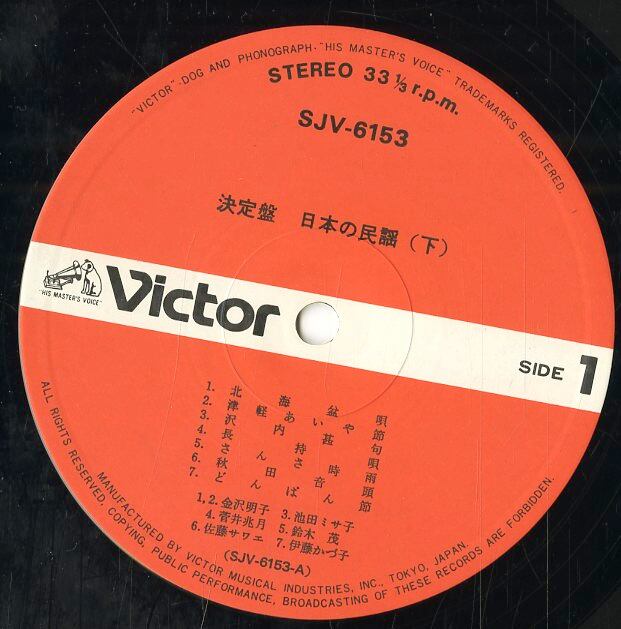 "VICTOR"-DOG AND PHONOGRAPH-"HIS MASTER'S VOICE" TRADEMARKS REGISTERED.
STEREO 33 1/3 r.p.m.
SJV-6153
決定盤 日本の民謡(下)
"HIS MASTER'S VOICE"
Victor
SIDE 1
1. 北海盆唄
2. 津軽あいや節
3. 沢内甚句
4. 長持唄
5. さんさ時雨
6. 秋田音頭
7. どんぱん節
1,2. 金沢明子 3. 池田ミサ子
4. 菅井兆月 5. 鈴木 茂
6. 佐藤サワエ 7. 伊藤かづ子
(SJV-6153-A)
MANUFACTURED BY VICTOR MUSICAL INDUSTRIES, INC., TOKYO, JAPAN.
ALL RIGHTS RESERVED. COPYING, PUBLIC PERFORMANCE, BROADCASTING OF THESE RECORDS ARE FORBIDDEN.